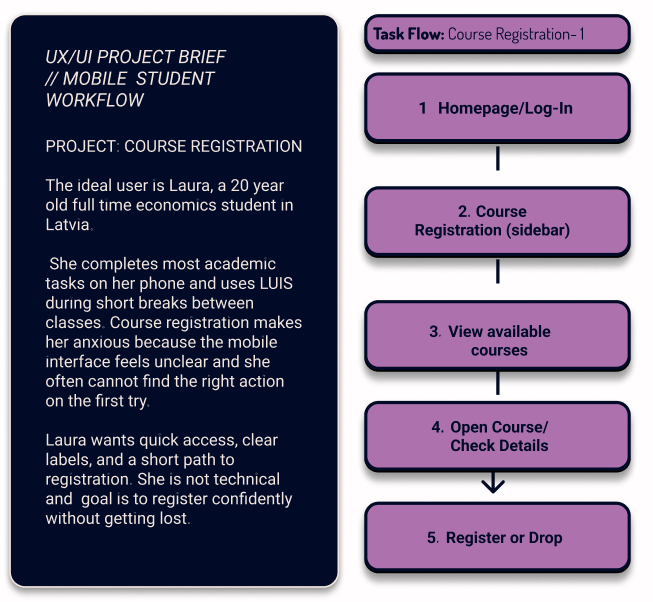 UX/UI PROJECT BRIEF
// MOBILE STUDENT
WORKFLOW
PROJECT: COURSE REGISTRATION
The ideal user is Laura, a 20 year
old full time economics student in
Latvia.
She completes most academic
tasks on her phone and uses LUIS
during short breaks between
classes. Course registration makes
her anxious because the mobile
interface feels unclear and she
often cannot find the right action
on the first try.
Laura wants quick access, clear
labels, and a short path to
registration. She is not technical
and goal is to register confidently
without getting lost.
Task Flow: Course Registration- 1
1 Homepage/Log-In
2. Course
Registration (sidebar)
3. View available
courses
4. Open Course/
Check Details
5. Register or Drop